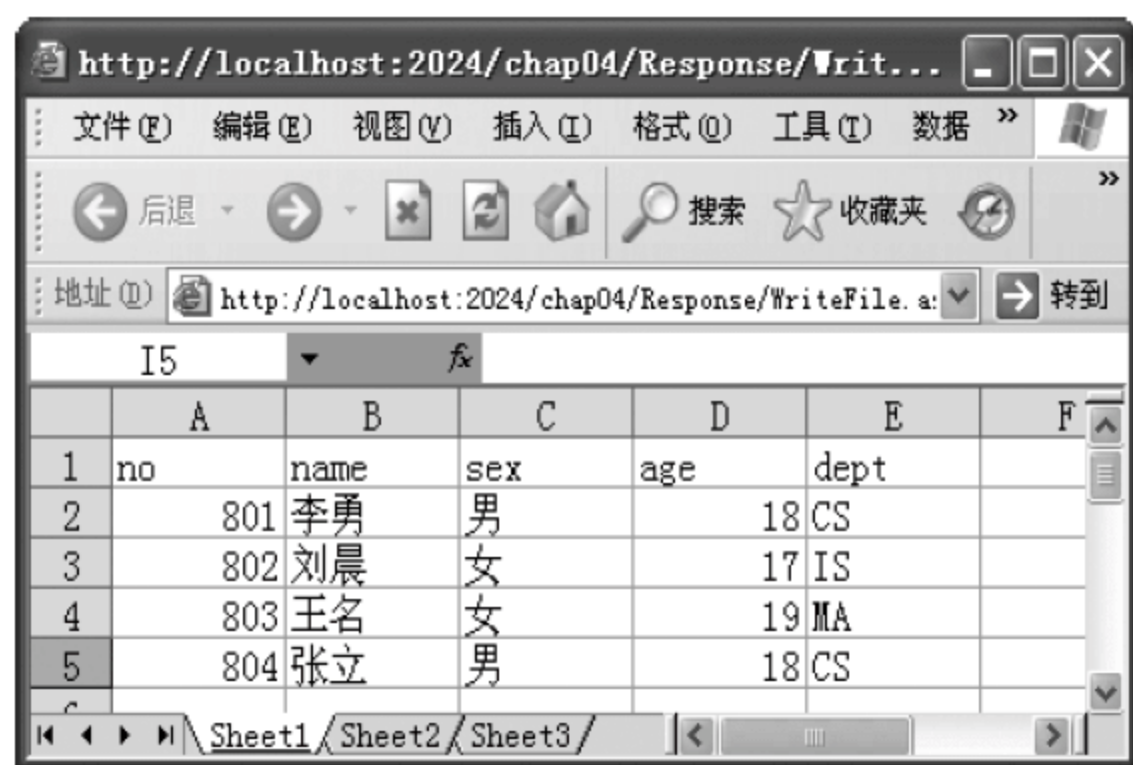 http://localhost:2024/chap04/Response/Writ...
文件(F) 编辑(E) 视图(V) 插入(I) 格式(O) 工具(T) 数据 »
后退 搜索 收藏夹 »
地址(D) http://localhost:2024/chap04/Response/WriteFile.a 转到
I5 fx
A B C D E F
1 no name sex age dept
2 801 李勇 男 18 CS
3 802 刘晨 女 17 IS
4 803 王名 女 19 MA
5 804 张立 男 18 CS
Sheet1 Sheet2 Sheet3